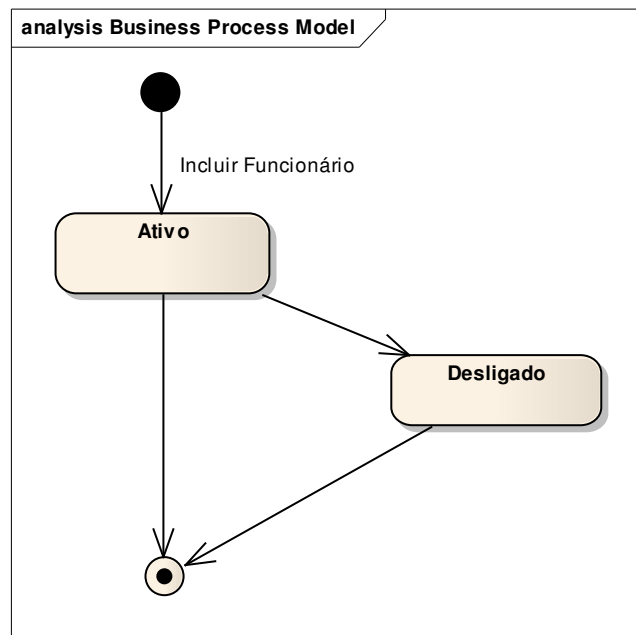 analysis Business Process Model
Incluir Funcionário
Ativo
Desligado